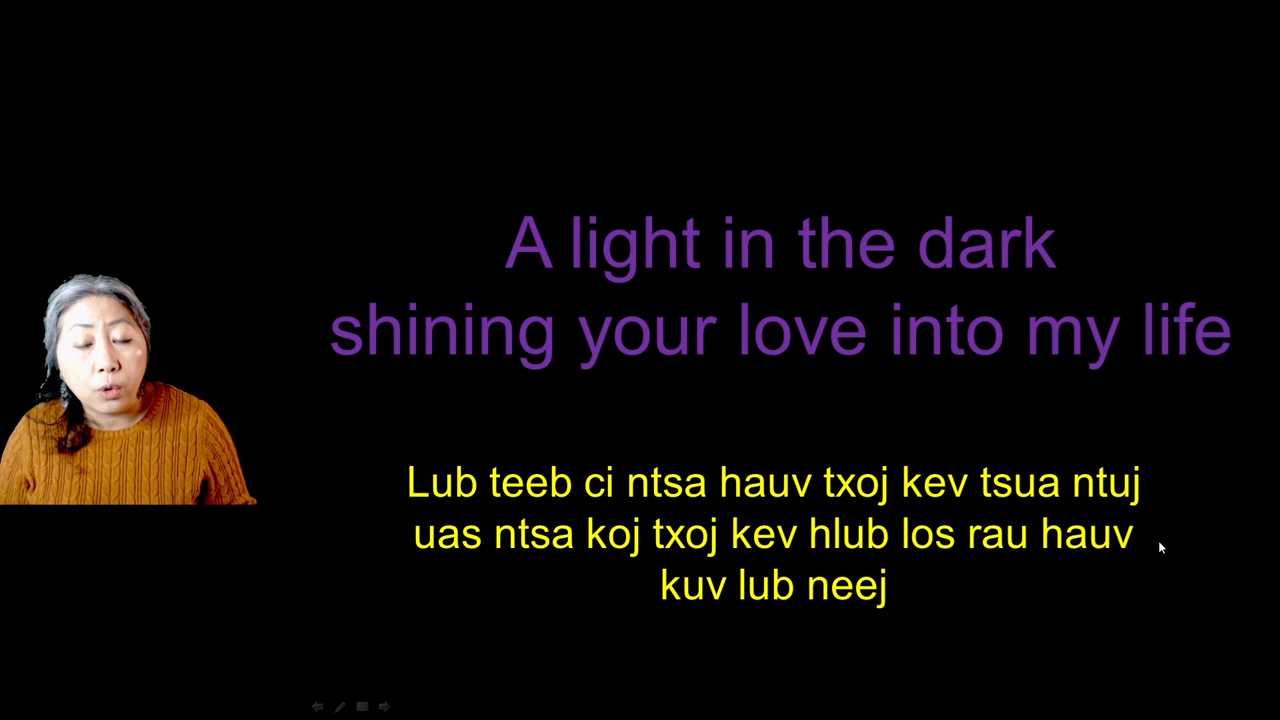 A light in the dark
shining your love into my life
Lub teeb ci ntsa hauv txoj kev tsua ntuj
uas ntsa koj txoj kev hlub los rau hauv
kuv lub neej